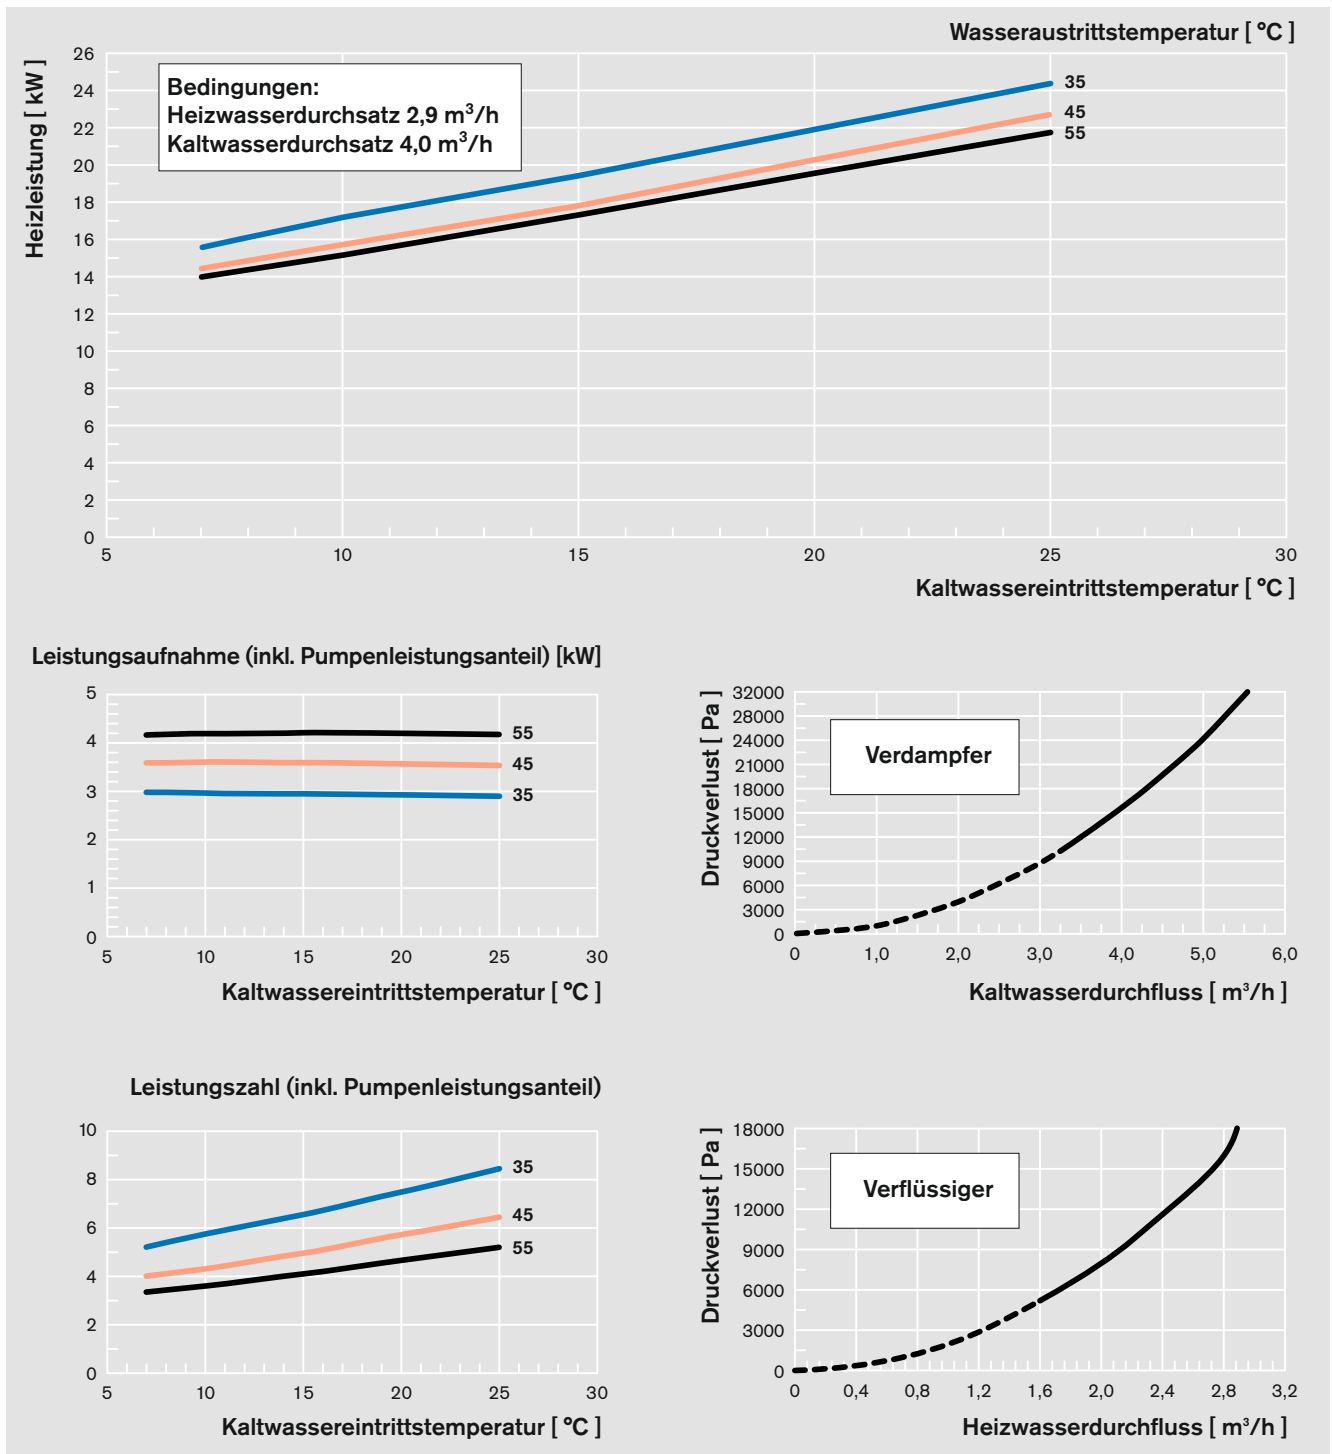 Wasseraustrittstemperatur [ °C ]
Heizleistung [ kW ]
26
24
22
20
18
16
14
12
10
8
6
4
2
0
Bedingungen:
Heizwasserdurchsatz 2,9 m³/h
Kaltwasserdurchsatz 4,0 m³/h
35
45
55
5 10 15 20 25 30
Kaltwassereintrittstemperatur [ °C ]
Leistungsaufnahme (inkl. Pumpenleistungsanteil) [kW]
5
4
3
2
1
0
55
45
35
5 10 15 20 25 30
Kaltwassereintrittstemperatur [ °C ]
Druckverlust [ Pa ]
32000
28000
24000
21000
18000
15000
12000
9000
6000
3000
0
Verdampfer
0 1,0 2,0 3,0 4,0 5,0 6,0
Kaltwasserdurchfluss [ m³/h ]
Leistungszahl (inkl. Pumpenleistungsanteil)
10
8
6
4
2
0
35
45
55
5 10 15 20 25 30
Kaltwassereintrittstemperatur [ °C ]
Druckverlust [ Pa ]
18000
15000
12000
9000
6000
3000
0
Verflüssiger
0 0,4 0,8 1,2 1,6 2,0 2,4 2,8 3,2
Heizwasserdurchfluss [ m³/h ]